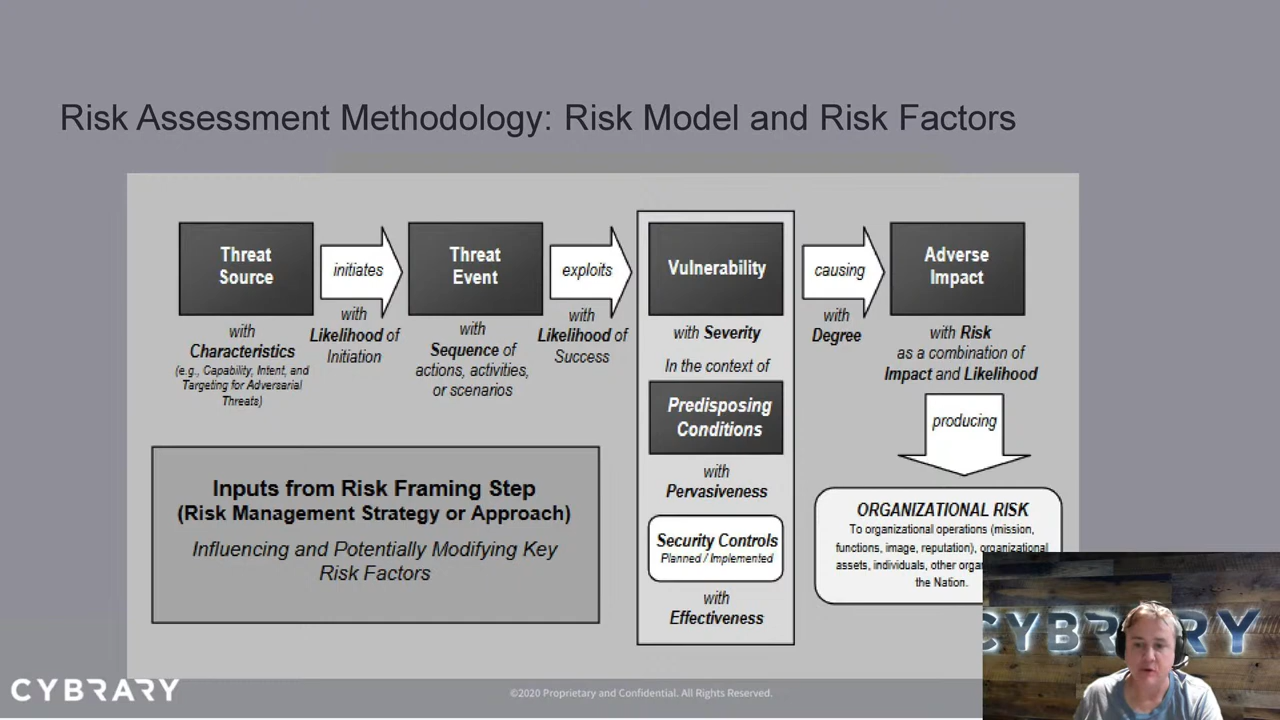 Risk Assessment Methodology: Risk Model and Risk Factors
Threat
Source
with
Characteristics
(e.g., Capability, Intent, and
Targeting for Adversarial
Threats)
initiates
with
Likelihood of
Initiation
Threat
Event
with
Sequence of
actions, activities,
or scenarios
exploits
with
Likelihood of
Success
Vulnerability
with Severity
In the context of
Predisposing
Conditions
with
Pervasiveness
Security Controls
Planned / Implemented
with
Effectiveness
causing
with
Degree
Adverse
Impact
with Risk
as a combination of
Impact and Likelihood
producing
ORGANIZATIONAL RISK
To organizational operations (mission,
functions, image, reputation), organizational
assets, individuals, other
the Nation.
Inputs from Risk Framing Step
(Risk Management Strategy or Approach)
Influencing and Potentially Modifying Key
Risk Factors
CYBRARY
©2020 Proprietary and Confidential. All Rights Reserved.
CYBRARY